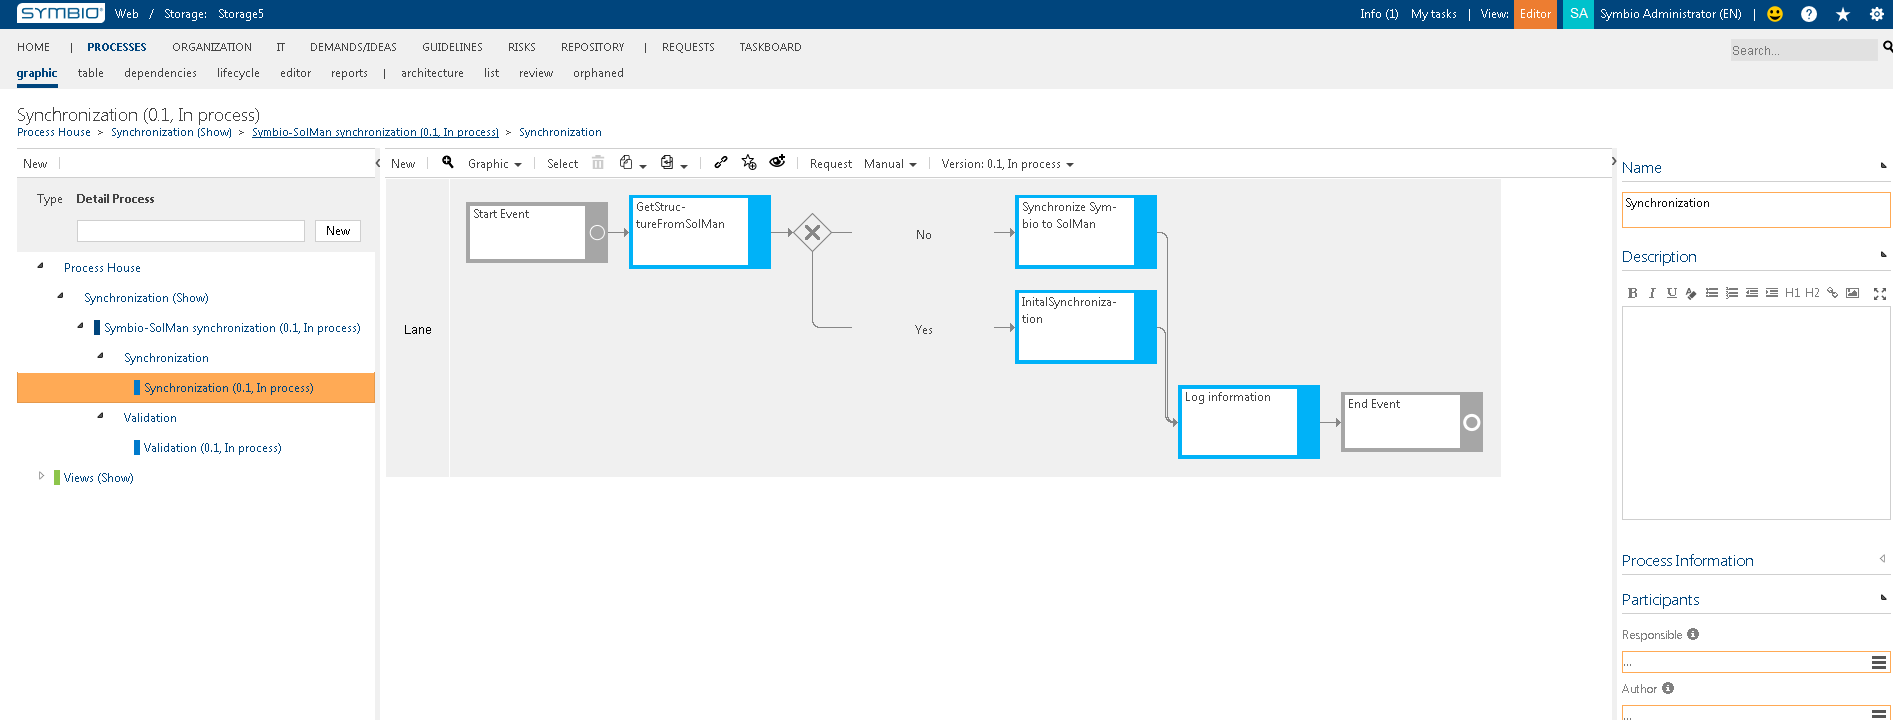 SYMBIO Web / Storage: Storage5 Info (1) My tasks | View: Editor SA Symbio Administrator (EN) |
HOME | PROCESSES ORGANIZATION IT DEMANDS/IDEAS GUIDELINES RISKS REPOSITORY | REQUESTS TASKBOARD
Search...
graphic table dependencies lifecycle editor reports | architecture list review orphaned
Synchronization (0.1, In process)
Process House > Synchronization (Show) > Symbio-SolMan synchronization (0.1, In process) > Synchronization
New
Type Detail Process
New
Process House
Synchronization (Show)
Symbio-SolMan synchronization (0.1, In process)
Synchronization
Synchronization (0.1, In process)
Validation
Validation (0.1, In process)
Views (Show)
New Graphic Select Request Manual Version: 0.1, In process
Lane
Start Event
GetStruc-
tureFromSolMan
No
Synchronize Sym-
bio to SolMan
Yes
InitalSynchroniza-
tion
Log information
End Event
Name
Synchronization
Description
B I U H1 H2
Process Information
Participants
Responsible
...
Author
...